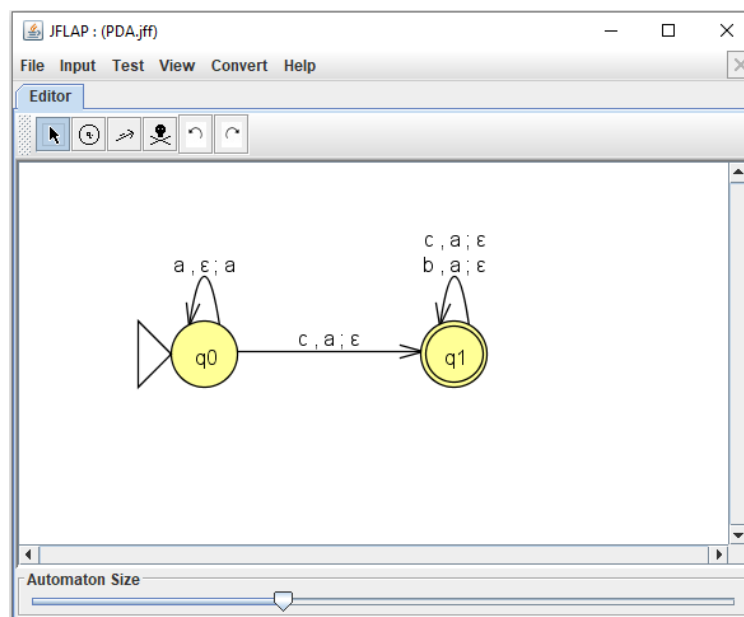 JFLAP : (PDA.jff)
File Input Test View Convert Help
Editor
a , ε ; a
c , a ; ε
b , a ; ε
c , a ; ε
q0
q1
Automaton Size